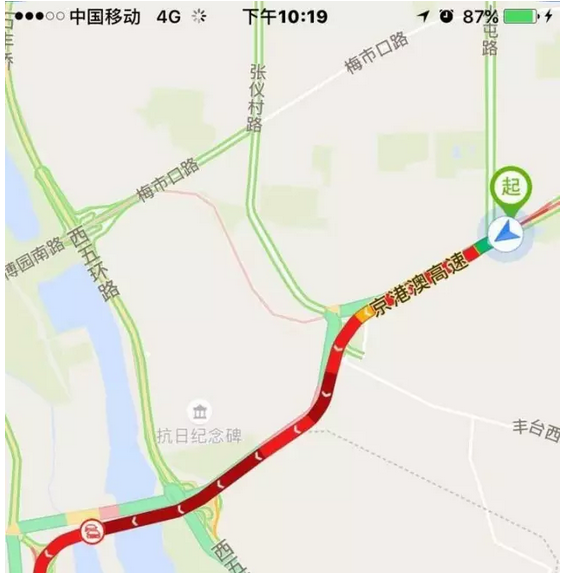 中国移动 4G 下午10:19 87%
屯路
梅市口路
张仪村路
起
梅市口路
博园南路
西五环路
京港澳高速
抗日纪念碑
丰台西
西五